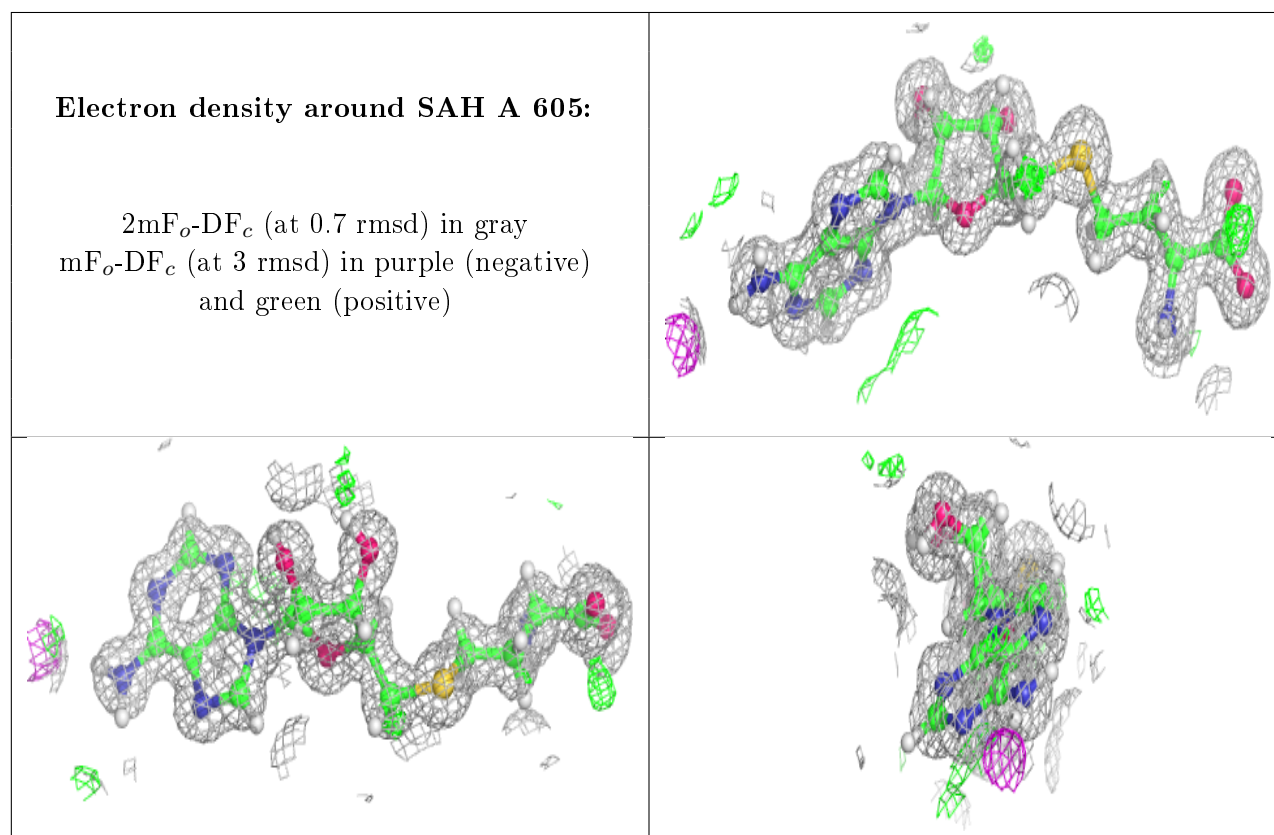 Electron density around SAH A 605:
2mFₒ-DF𝒸 (at 0.7 rmsd) in gray
mFₒ-DF𝒸 (at 3 rmsd) in purple (negative)
and green (positive)